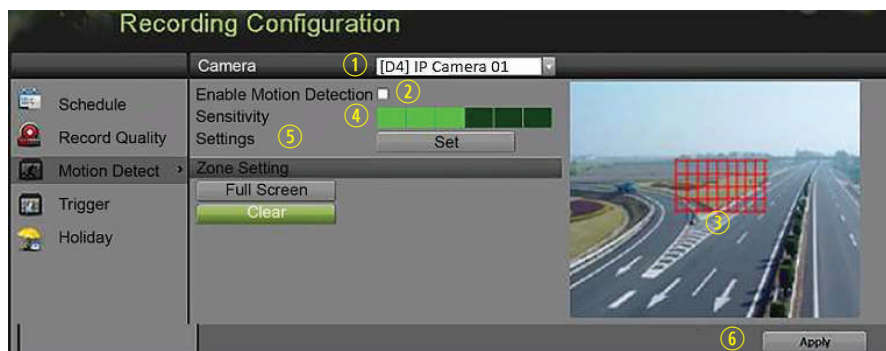 Recording Configuration
Camera ① [D4] IP Camera 01
Schedule
Record Quality
Motion Detect ›
Trigger
Holiday
Enable Motion Detection ②
Sensitivity ④
Settings ⑤ Set
Zone Setting
Full Screen
Clear
③
⑥ Apply